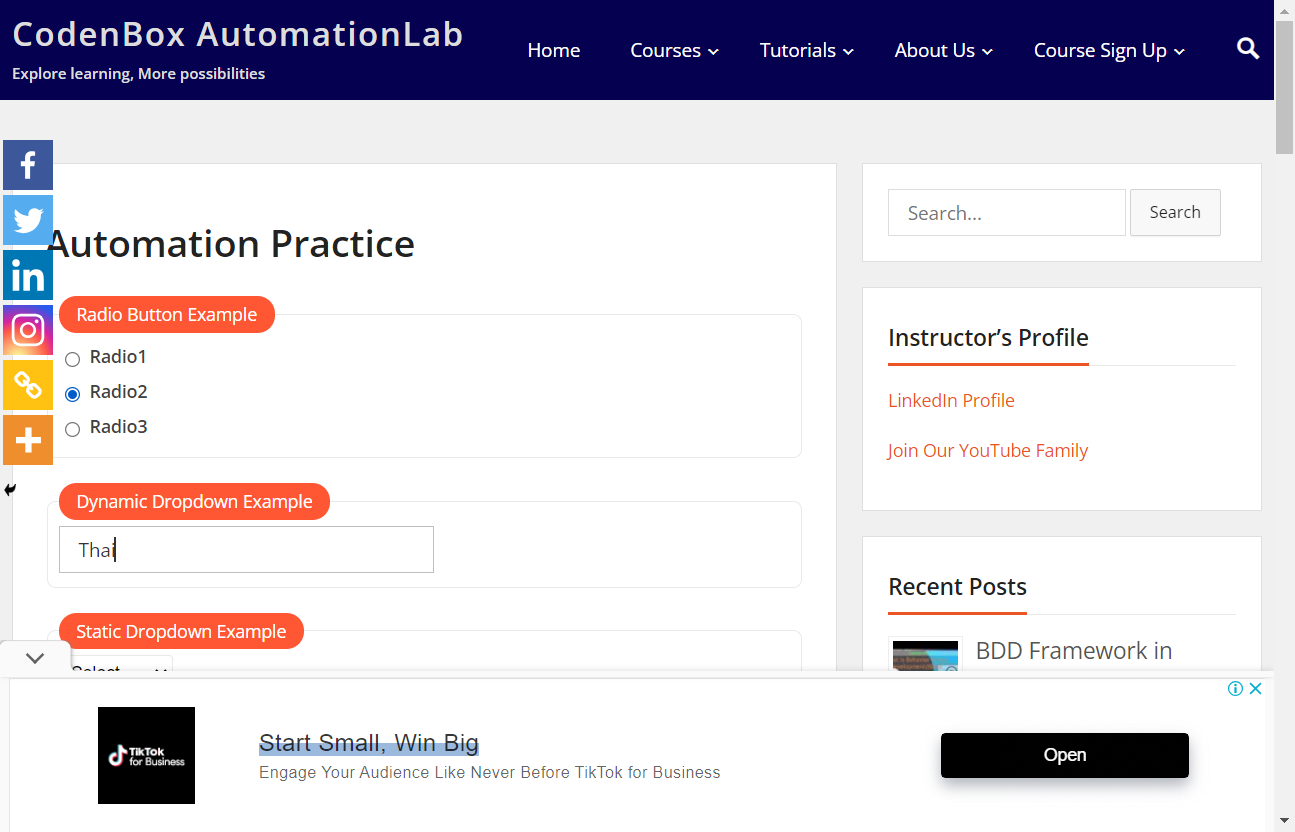 CodenBox AutomationLab
Explore learning, More possibilities
Home
Courses
Tutorials
About Us
Course Sign Up
Automation Practice
Radio Button Example
Radio1
Radio2
Radio3
Dynamic Dropdown Example
Thai
Static Dropdown Example
Select
Search...
Search
Instructor’s Profile
LinkedIn Profile
Join Our YouTube Family
Recent Posts
BDD Framework in
TikTok
for Business
Start Small, Win Big
Engage Your Audience Like Never Before TikTok for Business
Open